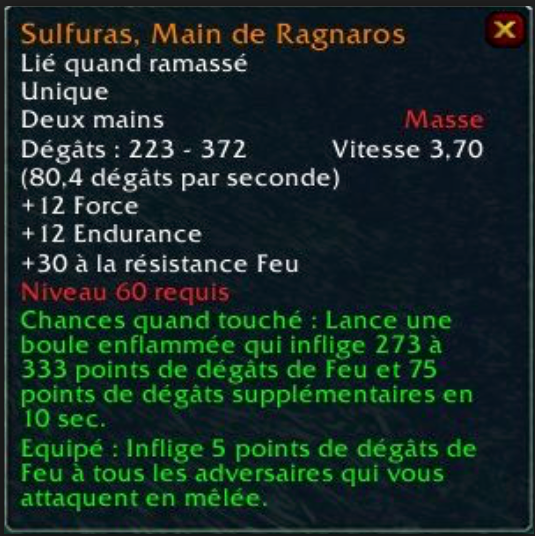 Sulfuras, Main de Ragnaros
Lié quand ramassé
Unique
Deux mains Masse
Dégâts : 223 - 372 Vitesse 3,70
(80,4 dégâts par seconde)
+12 Force
+12 Endurance
+30 à la résistance Feu
Niveau 60 requis
Chances quand touché : Lance une
boule enflammée qui inflige 273 à
333 points de dégâts de Feu et 75
points de dégâts supplémentaires en
10 sec.
Equipé : Inflige 5 points de dégâts de
Feu à tous les adversaires qui vous
attaquent en mêlée.